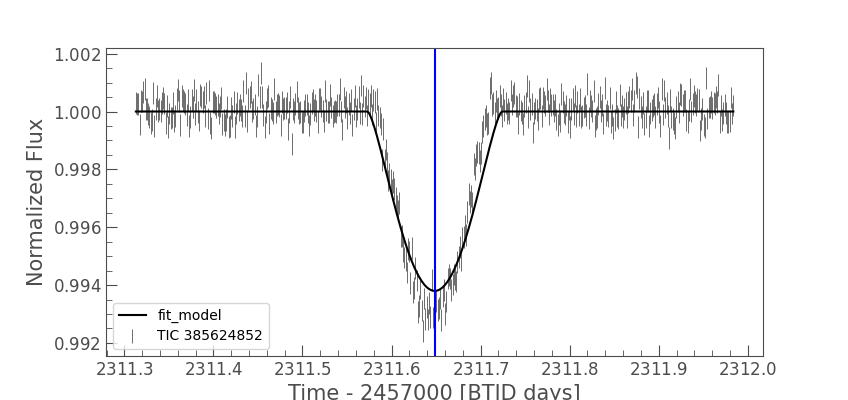 1.002
1.000
0.998
0.996
0.994
0.992
Normalized Flux
fit_model
TIC 385624852
2311.3 2311.4 2311.5 2311.6 2311.7 2311.8 2311.9 2312.0
Time - 2457000 [BTJD days]